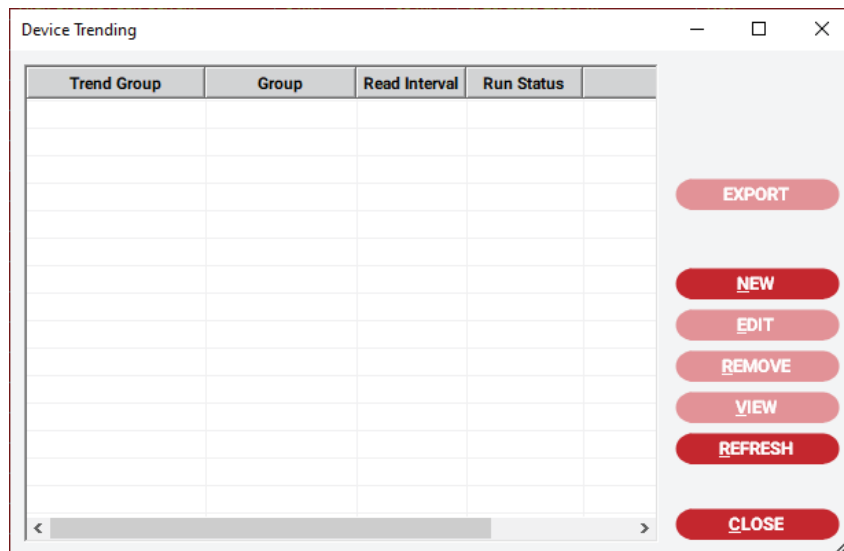 Device Trending
Trend Group Group Read Interval Run Status
EXPORT
NEW
EDIT
REMOVE
VIEW
REFRESH
CLOSE